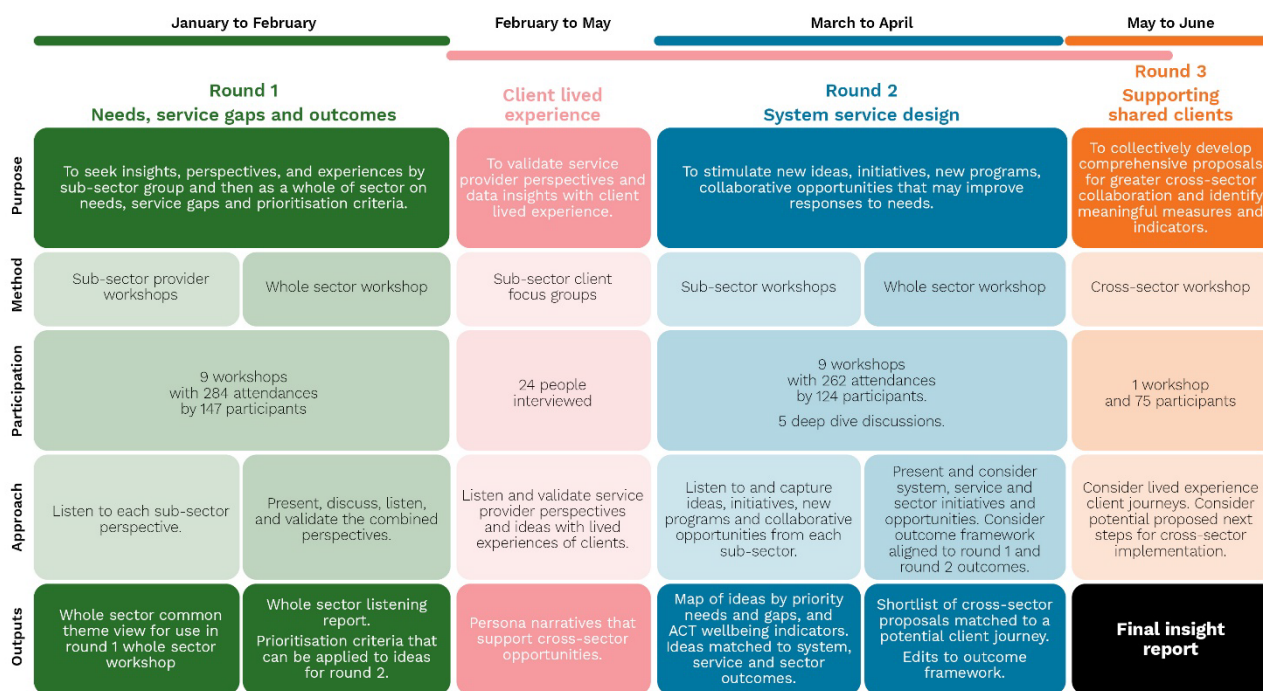 January to February
February to May
March to April
May to June
Round 1
Needs, service gaps and outcomes
Client lived
experience
Round 2
System service design
Round 3
Supporting
shared clients
Purpose
To seek insights, perspectives, and experiences by
sub-sector group and then as a whole of sector on
needs, service gaps and prioritisation criteria.
To validate service
provider perspectives and
data insights with client
lived experience.
To stimulate new ideas, initiatives, new programs,
collaborative opportunities that may improve
responses to needs.
To collectively develop
comprehensive proposals
for greater cross-sector
collaboration and identify
meaningful measures and
indicators.
Method
Sub-sector provider
workshops
Whole sector workshop
Sub-sector client
focus groups
Sub-sector workshops
Whole sector workshop
Cross-sector workshop
Participation
9 workshops
with 284 attendances
by 147 participants
24 people
interviewed
9 workshops
with 262 attendances
by 124 participants.
5 deep dive discussions.
1 workshop
and 75 participants
Approach
Listen to each sub-sector
perspective.
Present, discuss, listen,
and validate the combined
perspectives.
Listen and validate service
provider perspectives
and ideas with lived
experiences of clients.
Listen to and capture
ideas, initiatives, new
programs and collaborative
opportunities from each
sub-sector.
Present and consider
system, service and
sector initiatives and
opportunities. Consider
outcome framework
aligned to round 1 and
round 2 outcomes.
Consider lived experience
client journeys. Consider
potential proposed next
steps for cross-sector
implementation.
Outputs
Whole sector common
theme view for use in
round 1 whole sector
workshop
Whole sector listening
report.
Prioritisation criteria that
can be applied to ideas
for round 2.
Persona narratives that
support cross-sector
opportunities.
Map of ideas by priority
needs and gaps, and
ACT wellbeing indicators.
Ideas matched to system,
service and sector
outcomes.
Shortlist of cross-sector
proposals matched to a
potential client journey.
Edits to outcome
framework.
Final insight
report